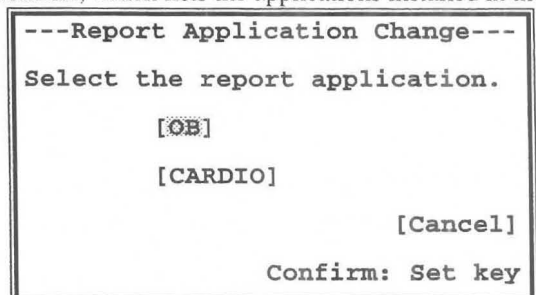 ---Report Application Change---
Select the report application.
[OB]
[CARDIO]
[Cancel]
Confirm: Set key